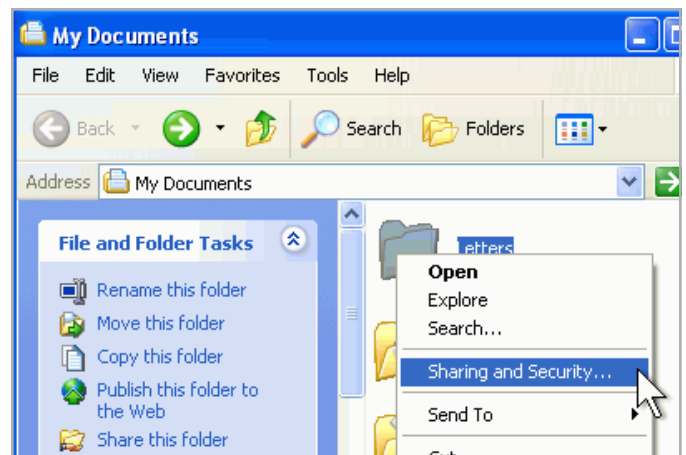 My Documents
File Edit View Favorites Tools Help
Back Search Folders
Address My Documents
File and Folder Tasks
Rename this folder
Move this folder
Copy this folder
Publish this folder to
the Web
Share this folder
Letters
Open
Explore
Search...
Sharing and Security...
Send To